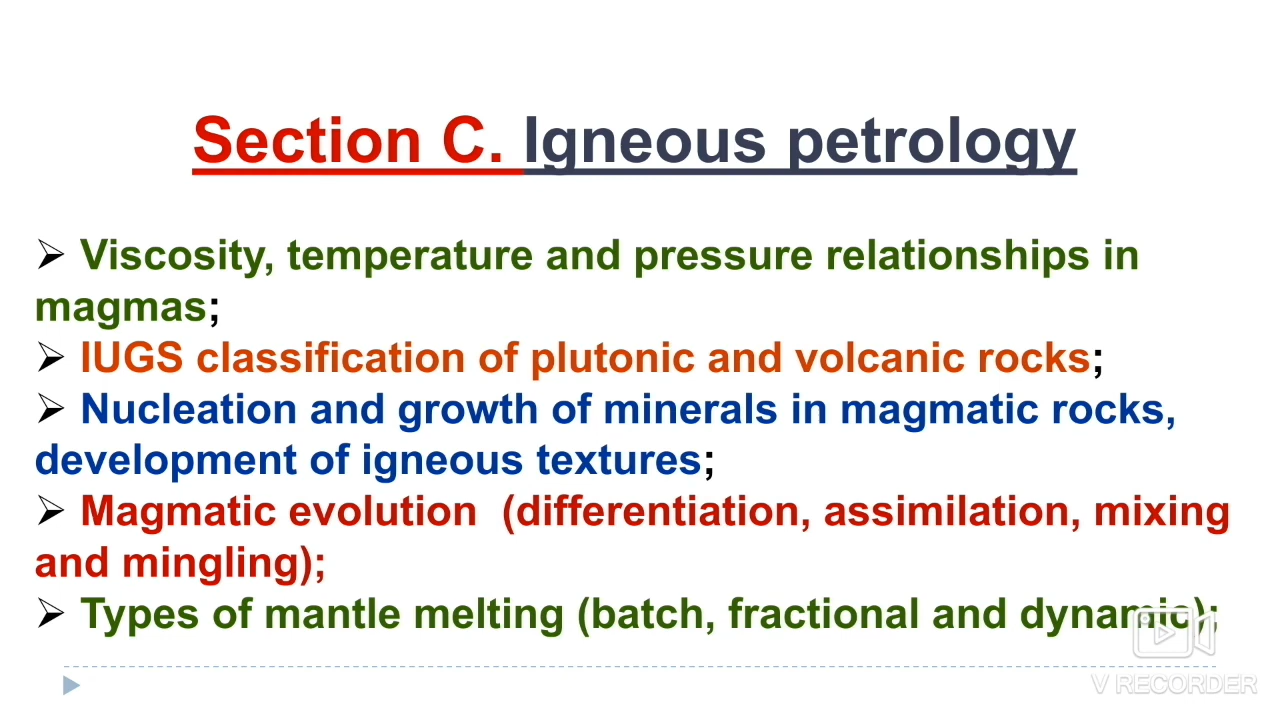 Section C. Igneous petrology
➢ Viscosity, temperature and pressure relationships in
magmas;
➢ IUGS classification of plutonic and volcanic rocks;
➢ Nucleation and growth of minerals in magmatic rocks,
development of igneous textures;
➢ Magmatic evolution  (differentiation, assimilation, mixing
and mingling);
➢ Types of mantle melting (batch, fractional and dynamic);
V RECORDER